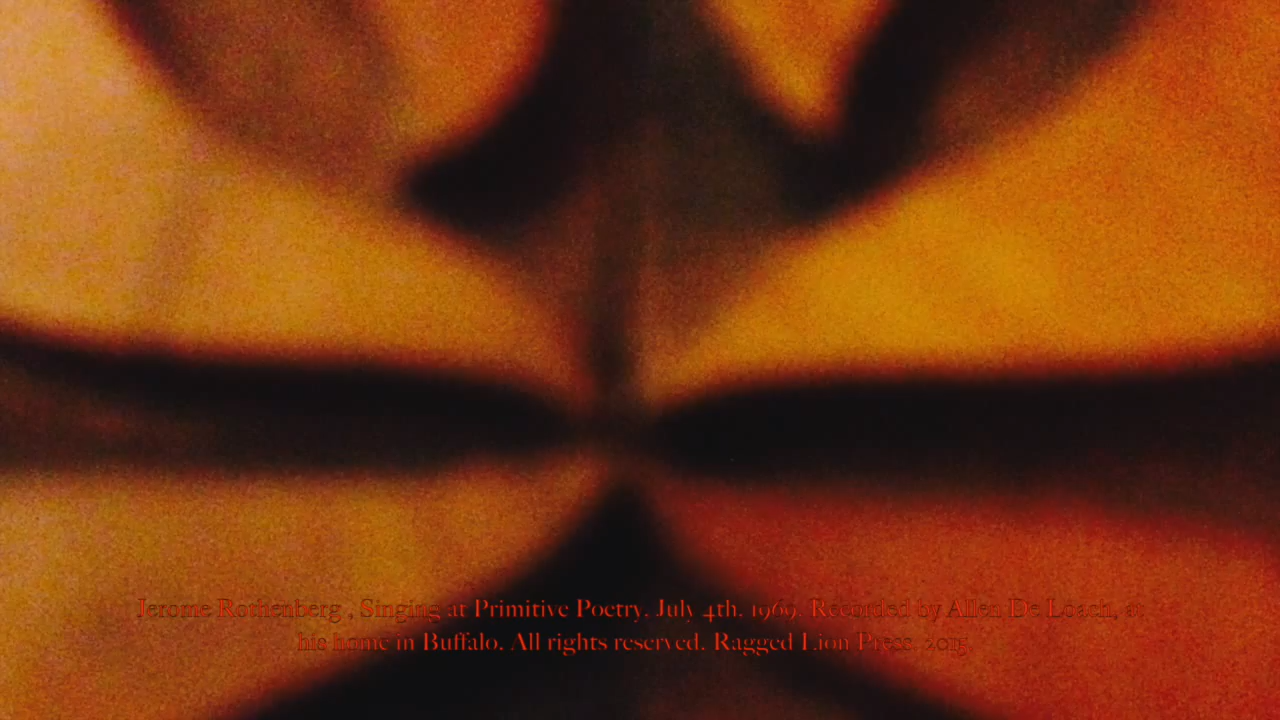 Jerome Rothenberg , Singing at Primitive Poetry, July 4th, 1969. Recorded by Allen De Loach, at
his home in Buffalo. All rights reserved. Ragged Lion Press, 2015